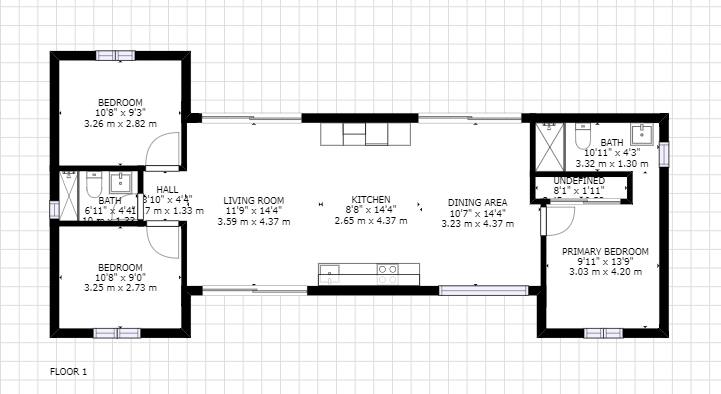 BEDROOM
10'8" x 9'3"
3.26 m x 2.82 m
BATH
10'11" x 4'3"
3.32 m x 1.30 m
UNDEFINED
8'1" x 1'11"
BATH
6'11" x 4'4"
HALL
3'10" x 4'4"
7 m x 1.33 m
LIVING ROOM
11'9" x 14'4"
3.59 m x 4.37 m
KITCHEN
8'8" x 14'4"
2.65 m x 4.37 m
DINING AREA
10'7" x 14'4"
3.23 m x 4.37 m
PRIMARY BEDROOM
9'11" x 13'9"
3.03 m x 4.20 m
BEDROOM
10'8" x 9'0"
3.25 m x 2.73 m
FLOOR 1